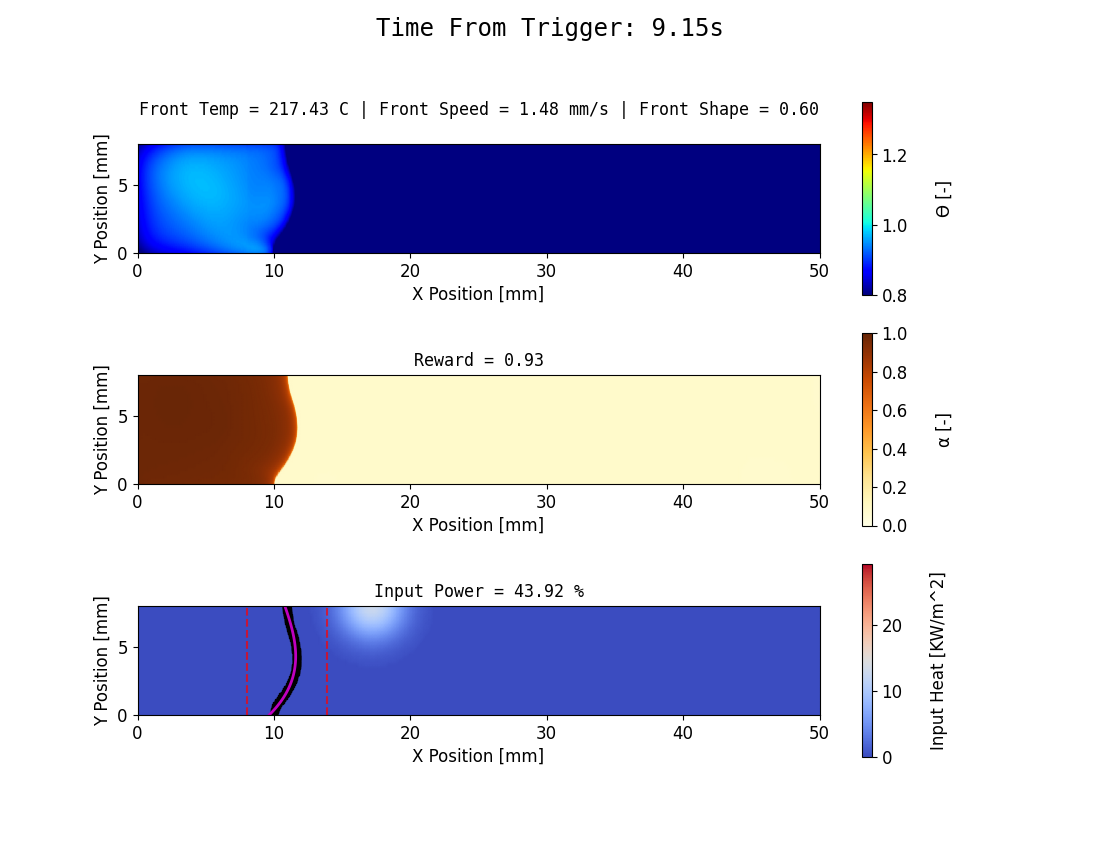 Time From Trigger: 9.15s
Front Temp = 217.43 C | Front Speed = 1.48 mm/s | Front Shape = 0.60
Y Position [mm]
5
0
0 10 20 30 40 50
X Position [mm]
1.2
1.0
0.8
Θ [-]
Reward = 0.93
Y Position [mm]
5
0
0 10 20 30 40 50
X Position [mm]
1.0
0.8
0.6
0.4
0.2
0.0
α [-]
Input Power = 43.92 %
Y Position [mm]
5
0
0 10 20 30 40 50
X Position [mm]
20
10
0
Input Heat [KW/m^2]